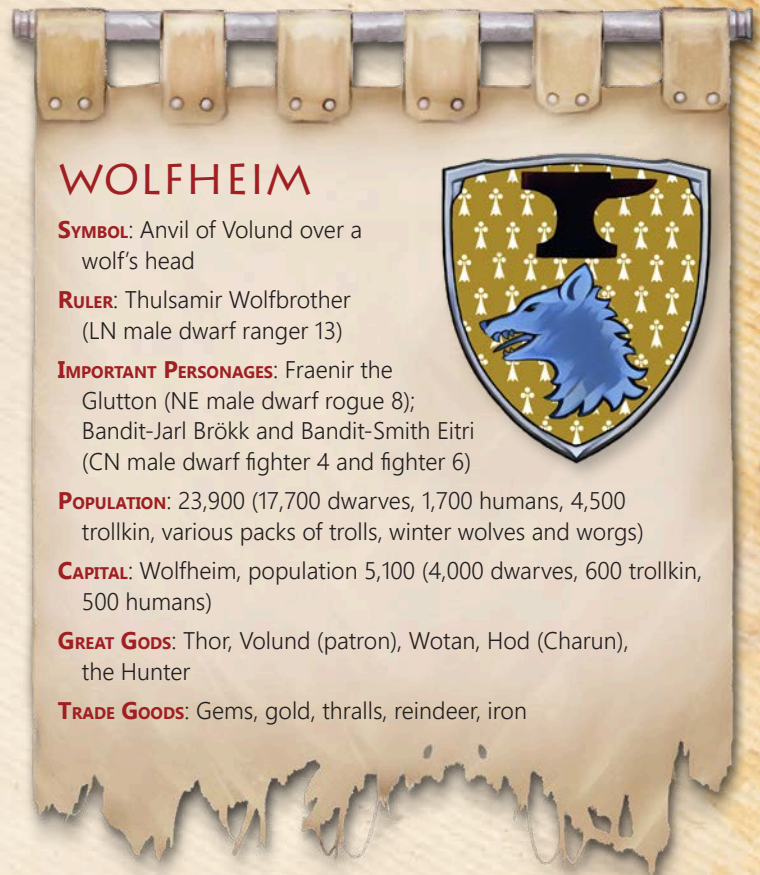 WOLFHEIM
SYMBOL: Anvil of Volund over a
wolf's head
RULER: Thulsamir Wolfbrother
(LN male dwarf ranger 13)
IMPORTANT PERSONAGES: Fraenir the
Glutton (NE male dwarf rogue 8);
Bandit-Jarl Brökk and Bandit-Smith Eitri
(CN male dwarf fighter 4 and fighter 6)
POPULATION: 23,900 (17,700 dwarves, 1,700 humans, 4,500
trollkin, various packs of trolls, winter wolves and worgs)
CAPITAL: Wolfheim, population 5,100 (4,000 dwarves, 600 trollkin,
500 humans)
GREAT GODS: Thor, Volund (patron), Wotan, Hod (Charun),
the Hunter
TRADE GOODS: Gems, gold, thralls, reindeer, iron